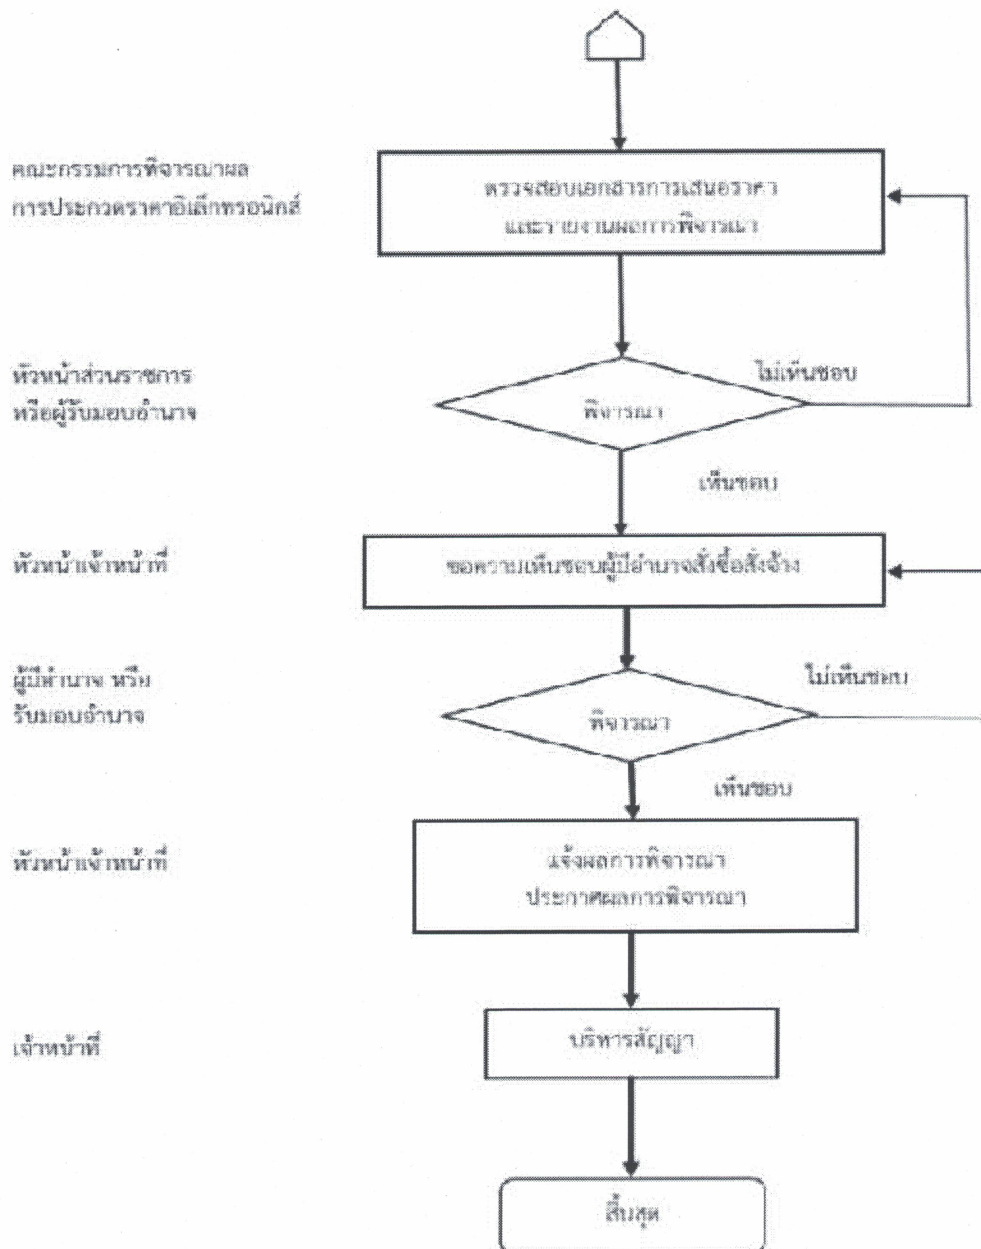 คณะกรรมการพิจารณาผล
การประกวดราคาอิเล็กทรอนิกส์
ตรวจสอบเอกสารการเสนอราคา
และรายงานผลการพิจารณา
หัวหน้าส่วนราชการ
หรือผู้รับมอบอำนาจ
พิจารณา
ไม่เห็นชอบ
เห็นชอบ
หัวหน้าเจ้าหน้าที่
ขอความเห็นชอบผู้มีอำนาจสั่งซื้อสั่งจ้าง
ผู้มีอำนาจ หรือ
รับมอบอำนาจ
พิจารณา
ไม่เห็นชอบ
เห็นชอบ
หัวหน้าเจ้าหน้าที่
แจ้งผลการพิจารณา
ประกาศผลการพิจารณา
เจ้าหน้าที่
บริหารสัญญา
สิ้นสุด